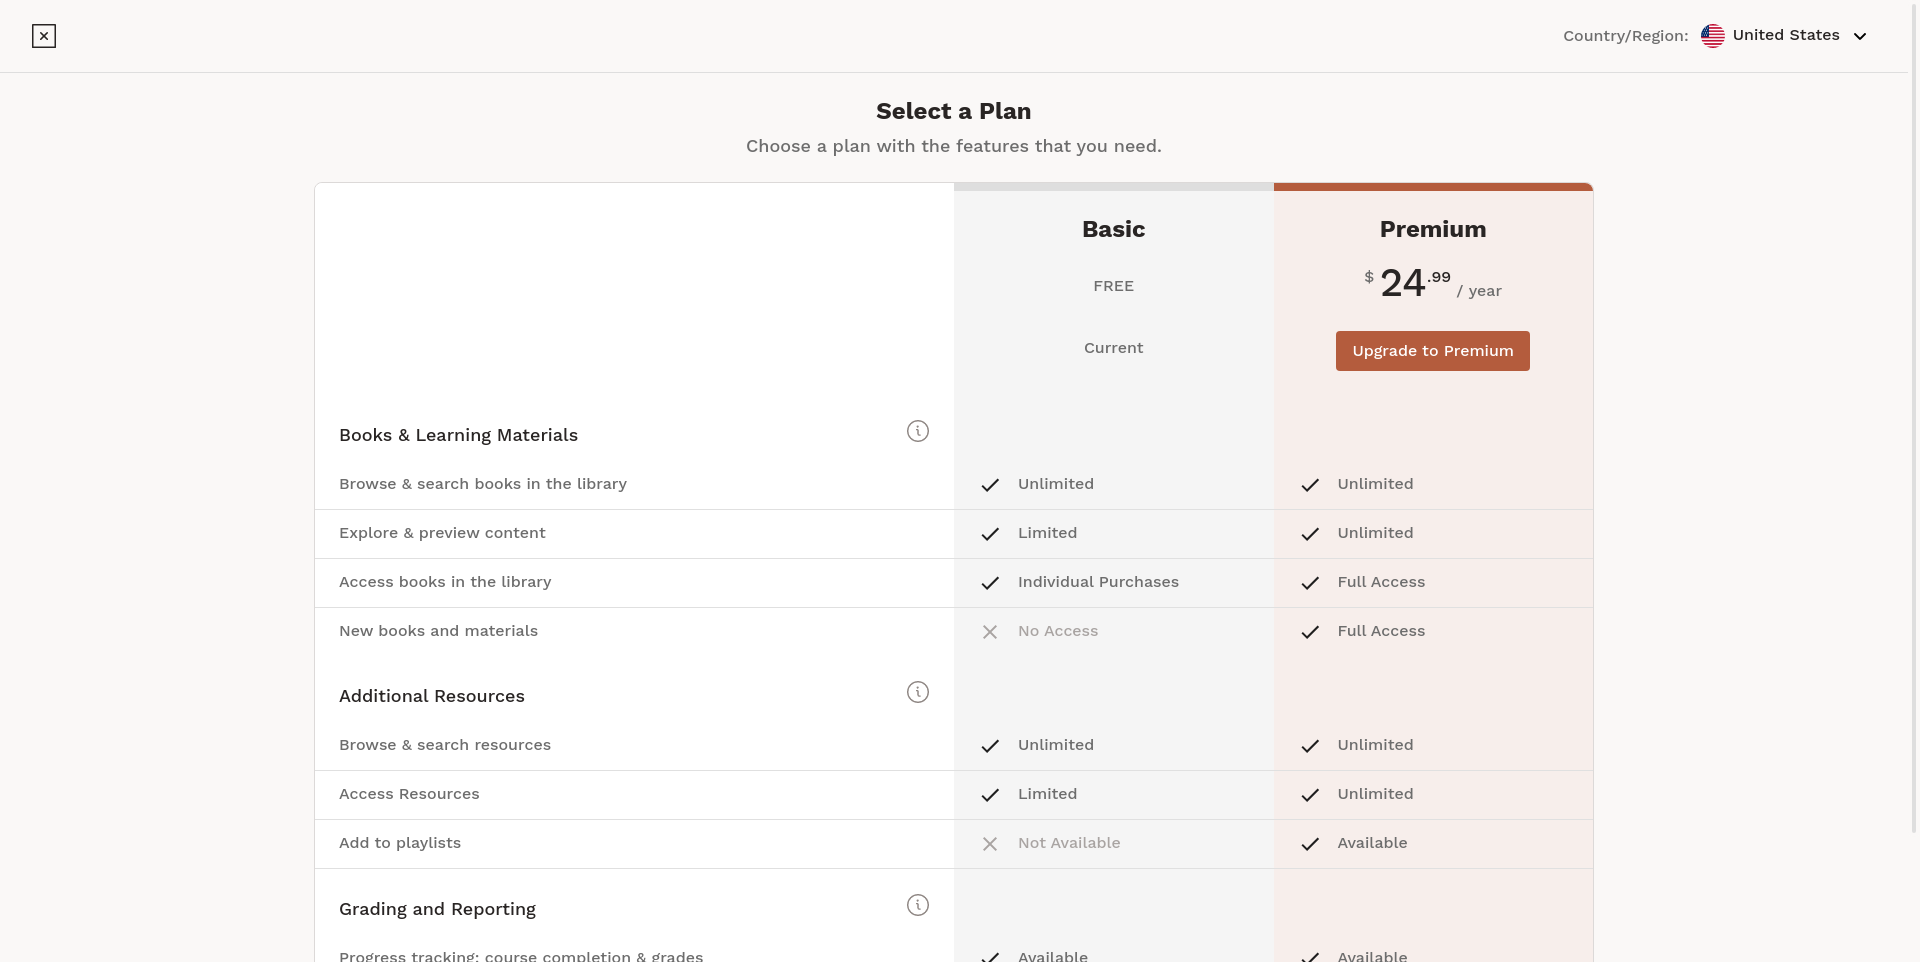 Country/Region: United States
Select a Plan
Choose a plan with the features that you need.
Basic
Premium
FREE
$ 24.99 / year
Current
Upgrade to Premium
Books & Learning Materials
Browse & search books in the library Unlimited Unlimited
Explore & preview content Limited Unlimited
Access books in the library Individual Purchases Full Access
New books and materials No Access Full Access
Additional Resources
Browse & search resources Unlimited Unlimited
Access Resources Limited Unlimited
Add to playlists Not Available Available
Grading and Reporting
Progress tracking: course completion & grades Available Available